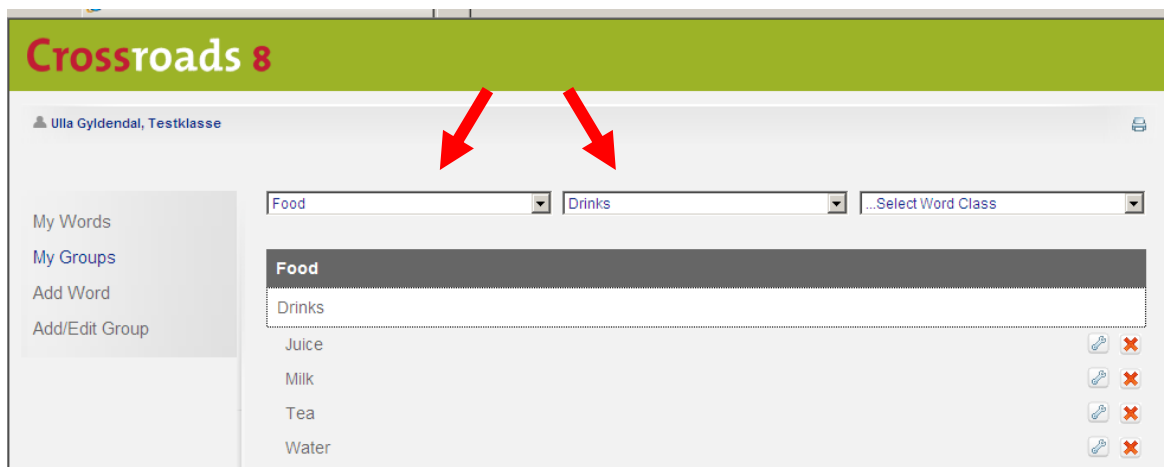 Crossroads 8
Ulla Gyldendal, Testklasse
Food
Drinks
...Select Word Class
My Words
My Groups
Add Word
Add/Edit Group
Food
Drinks
Juice
Milk
Tea
Water